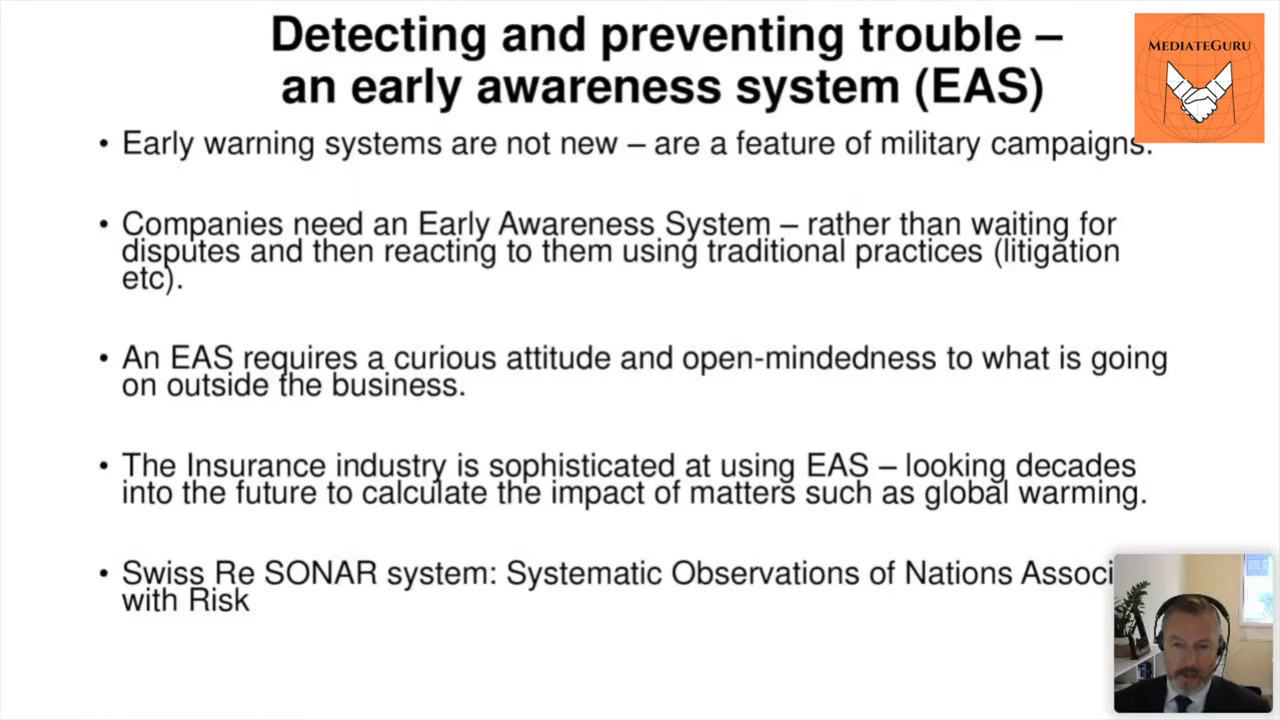 Detecting and preventing trouble –
an early awareness system (EAS)
MEDIATEGURU
• Early warning systems are not new – are a feature of military campaigns.
• Companies need an Early Awareness System – rather than waiting for
disputes and then reacting to them using traditional practices (litigation
etc).
• An EAS requires a curious attitude and open-mindedness to what is going
on outside the business.
• The Insurance industry is sophisticated at using EAS – looking decades
into the future to calculate the impact of matters such as global warming.
• Swiss Re SONAR system: Systematic Observations of Nations Associ
with Risk